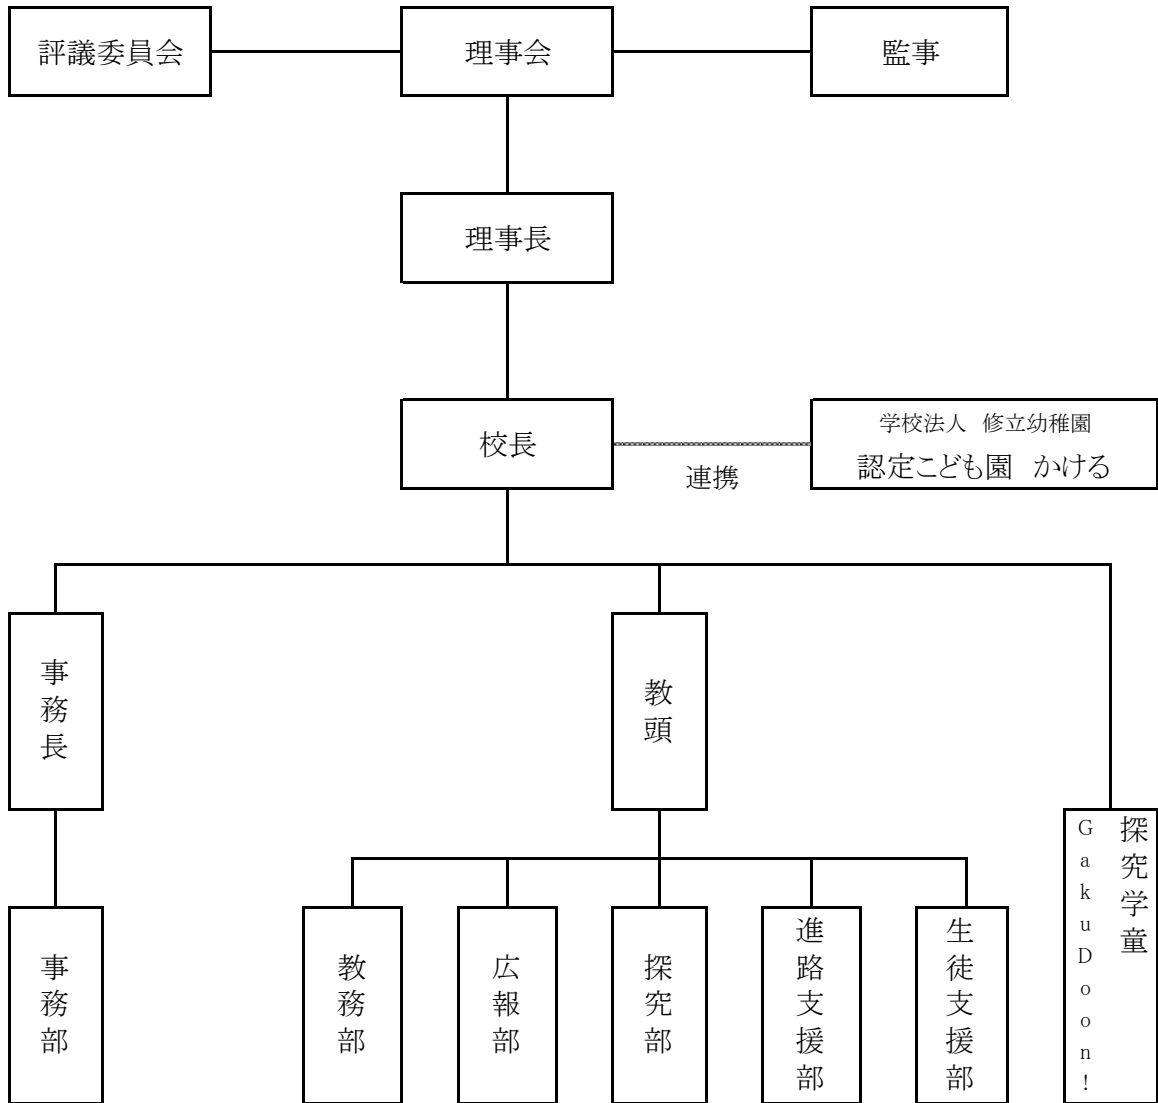 評議委員会
理事会
監事
理事長
校長
連携
学校法人　修立幼稚園
認定こども園　かける
事務長
教頭
事務部
教務部
広報部
探究部
進路支援部
生徒支援部
探究学童
GakuDoon!